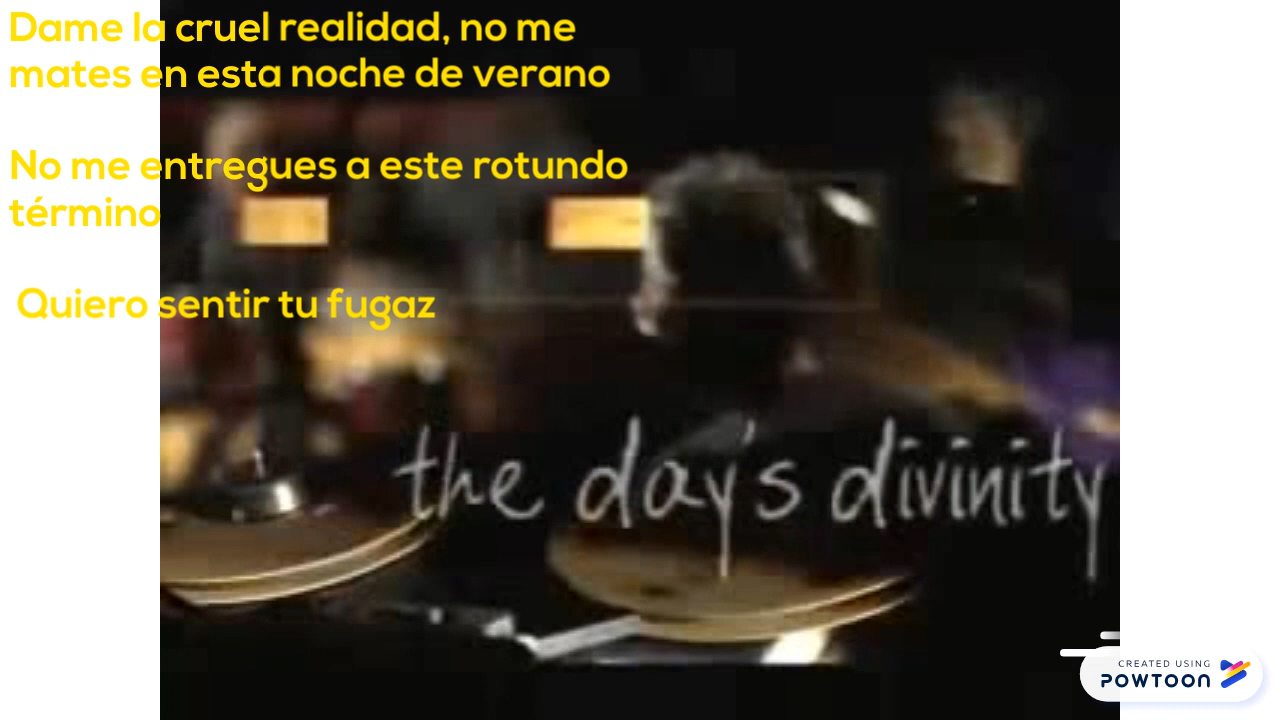 Dame la cruel realidad, no me
mates en esta noche de verano
No me entregues a este rotundo
término
Quiero sentir tu fugaz
the day's divinity
CREATED USING
POWTOON